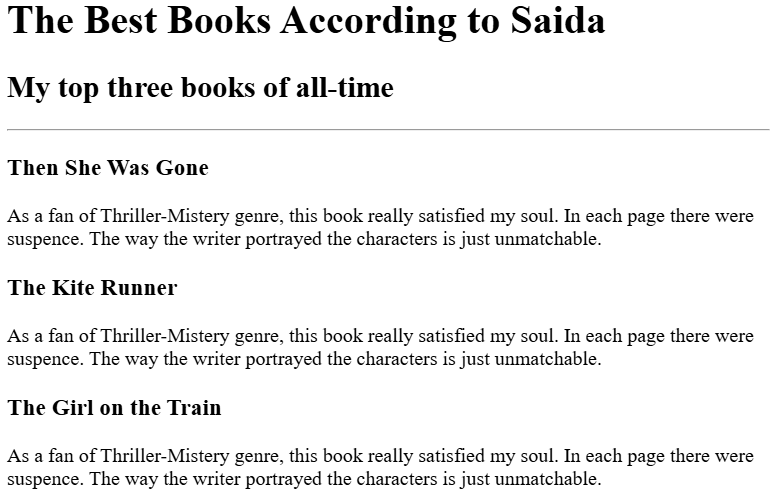 The Best Books According to Saida
My top three books of all-time
Then She Was Gone
As a fan of Thriller-Mistery genre, this book really satisfied my soul. In each page there were
suspence. The way the writer portrayed the characters is just unmatchable.
The Kite Runner
As a fan of Thriller-Mistery genre, this book really satisfied my soul. In each page there were
suspence. The way the writer portrayed the characters is just unmatchable.
The Girl on the Train
As a fan of Thriller-Mistery genre, this book really satisfied my soul. In each page there were
suspence. The way the writer portrayed the characters is just unmatchable.